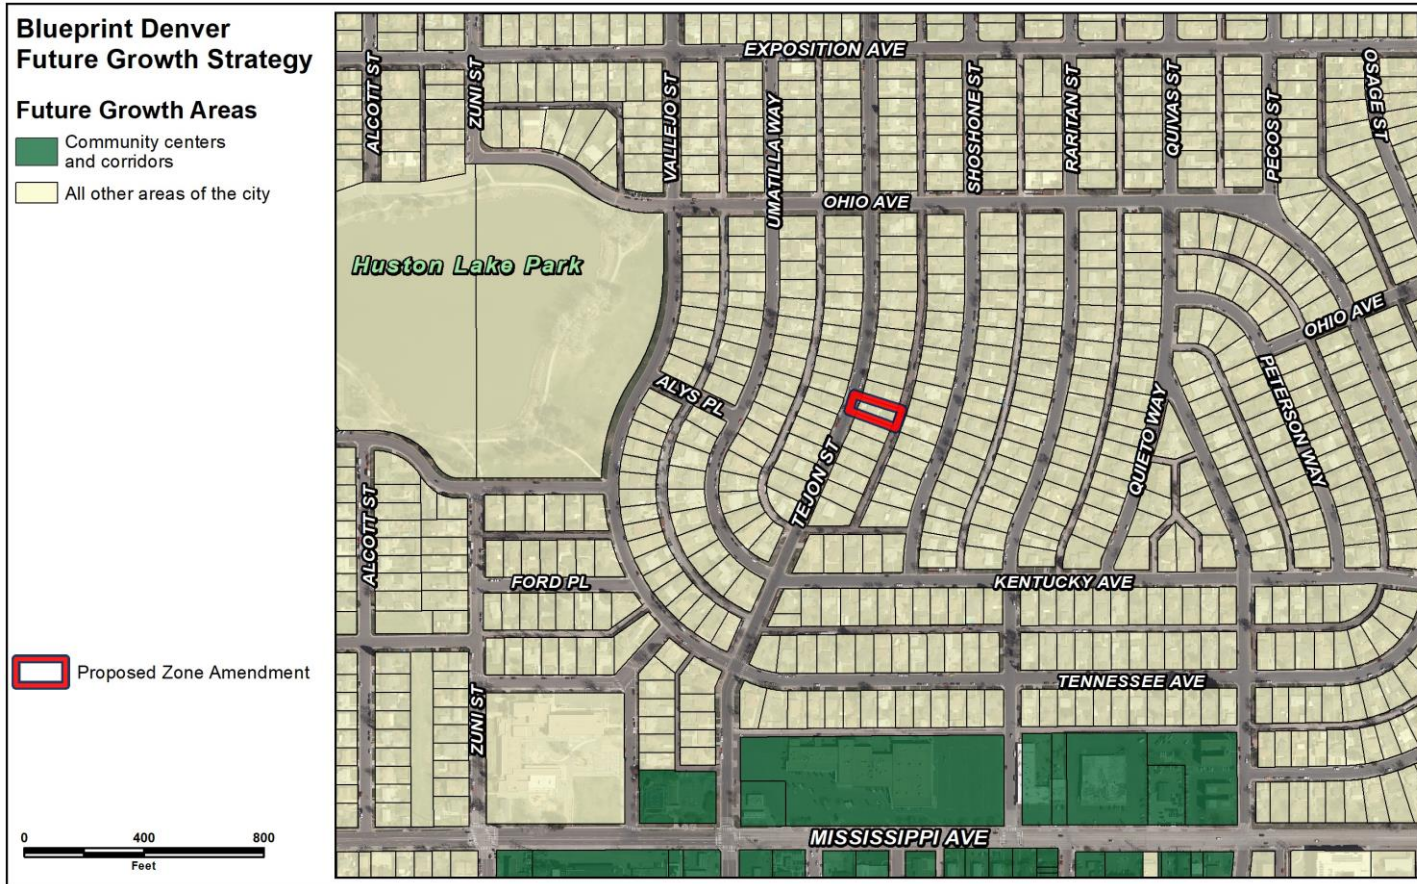 Blueprint Denver
Future Growth Strategy
Future Growth Areas
Community centers
and corridors
All other areas of the city
Proposed Zone Amendment
0 400 800
Feet
EXPOSITION AVE
ALCOTT ST
ZUNI ST
VALLEJO ST
UMATILLA WAY
SHOSHONE ST
RARITAN ST
QUIVAS ST
PECOS ST
OSAGE ST
OHIO AVE
Huston Lake Park
OHIO AVE
ALYS PL
TEJON ST
QUIETO WAY
PETERSON WAY
ALCOTT ST
FORD PL
KENTUCKY AVE
ZUNI ST
TENNESSEE AVE
MISSISSIPPI AVE